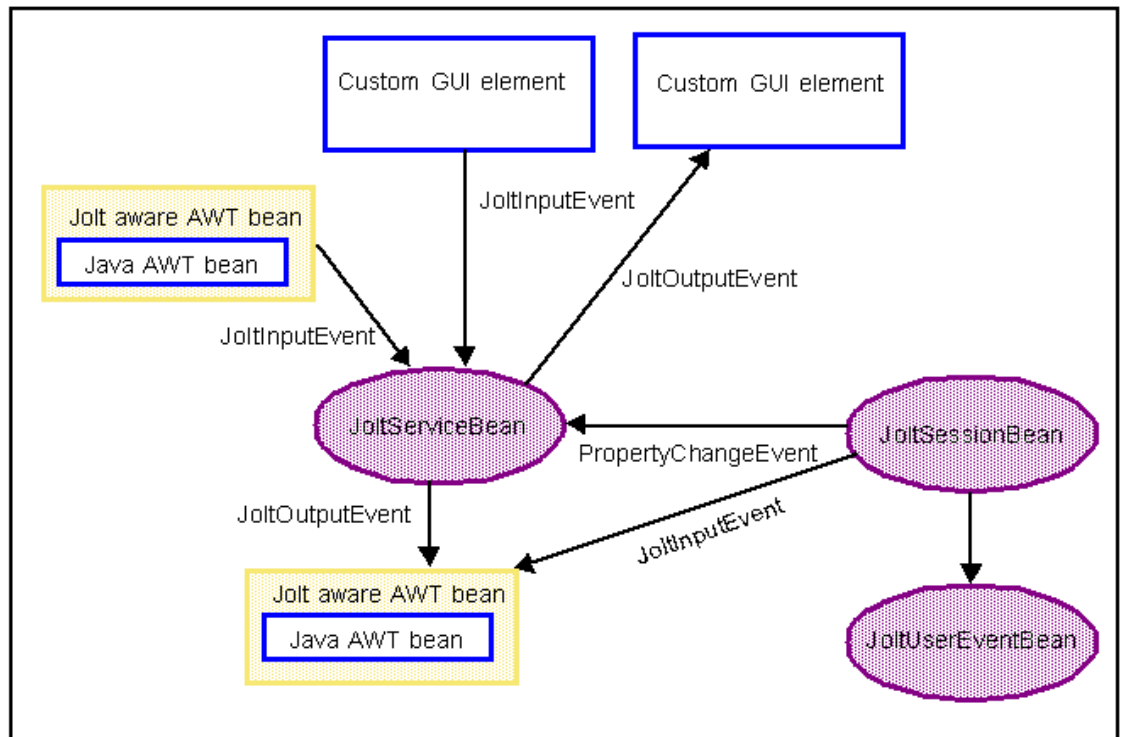 Custom GUI element
Custom GUI element
JoltInputEvent
Jolt aware AWT bean
Java AWT bean
JoltOutputEvent
JoltInputEvent
JoltServiceBean
JoltSessionBean
PropertyChangeEvent
JoltOutputEvent
JoltInputEvent
Jolt aware AWT bean
Java AWT bean
JoltUserEventBean